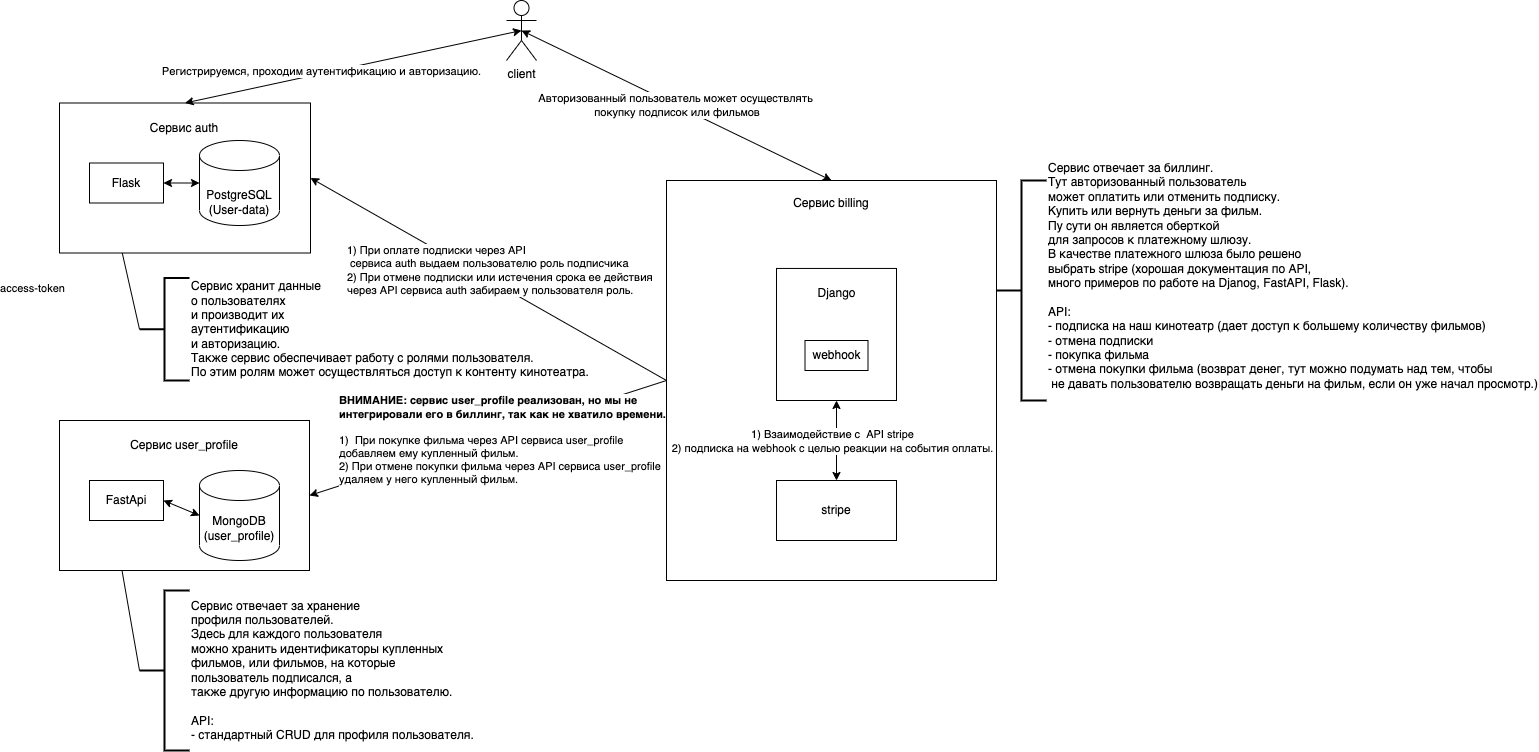 client
Регистрируемся, проходим аутентификацию и авторизацию.
Авторизованный пользователь может осуществлять
покупку подписок или фильмов
Сервис auth
Flask
PostgreSQL
(User-data)
access-token
Сервис хранит данные
о пользователях
и производит их
аутентификацию
и авторизацию.
Также сервис обеспечивает работу с ролями пользователя.
По этим ролям может осуществляться доступ к контенту кинотеатра.
1) При оплате подписки через API
сервиса auth выдаем пользователю роль подписчика
2) При отмене подписки или истечения срока ее действия
через API сервиса auth забираем у пользователя роль.
ВНИМАНИЕ: сервис user_profile реализован, но мы не
интегрировали его в биллинг, так как не хватило времени.
1) При покупке фильма через API сервиса user_profile
добавляем ему купленный фильм.
2) При отмене покупки фильма через API сервиса user_profile
удаляем у него купленный фильм.
Сервис user_profile
FastApi
MongoDB
(user_profile)
Сервис отвечает за хранение
профиля пользователей.
Здесь для каждого пользователя
можно хранить идентификаторы купленных
фильмов, или фильмов, на которые
пользователь подписался, а
также другую информацию по пользователю.
API:
- стандартный CRUD для профиля пользователя.
Сервис billing
Django
webhook
1) Взаимодействие с API stripe
2) подписка на webhook с целью реакции на события оплаты.
stripe
Сервис отвечает за биллинг.
Тут авторизованный пользователь
может оплатить или отменить подписку.
Купить или вернуть деньги за фильм.
Пу сути он является оберткой
для запросов к платежному шлюзу.
В качестве платежного шлюза было решено
выбрать stripe (хорошая документация по API,
много примеров по работе на Djanog, FastAPI, Flask).
API:
- подписка на наш кинотеатр (дает доступ к большему количеству фильмов)
- отмена подписки
- покупка фильма
- отмена покупки фильма (возврат денег, тут можно подумать над тем, чтобы
не давать пользователю возвращать деньги на фильм, если он уже начал просмотр.)